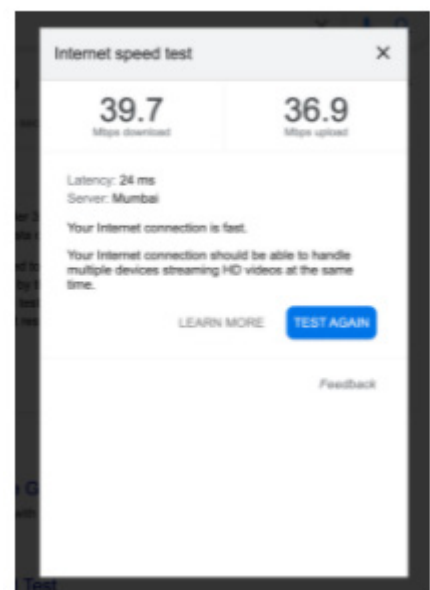 Internet speed test
39.7
Mbps download
36.9
Mbps upload
Latency: 24 ms
Server: Mumbai
Your Internet connection is fast.
Your Internet connection should be able to handle
multiple devices streaming HD videos at the same
time.
LEARN MORE
TEST AGAIN
Feedback
Test